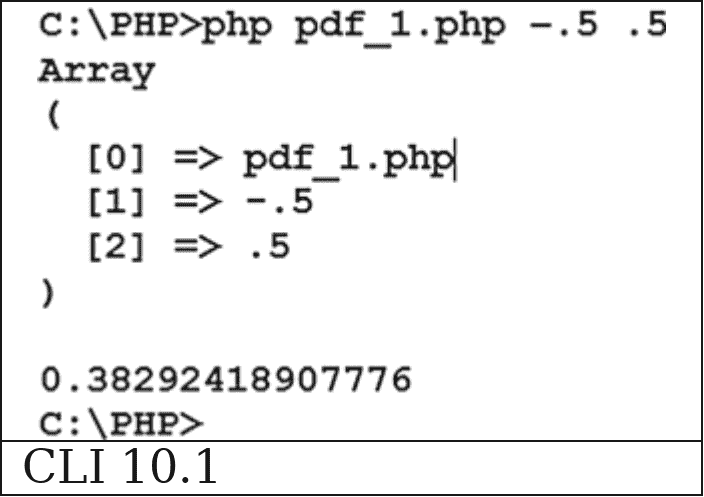 C:\PHP>php pdf_1.php -.5 .5
Array
(
[0] => pdf_1.php
[1] => -.5
[2] => .5
)
0.38292418907776
C:\PHP>
CLI 10.1